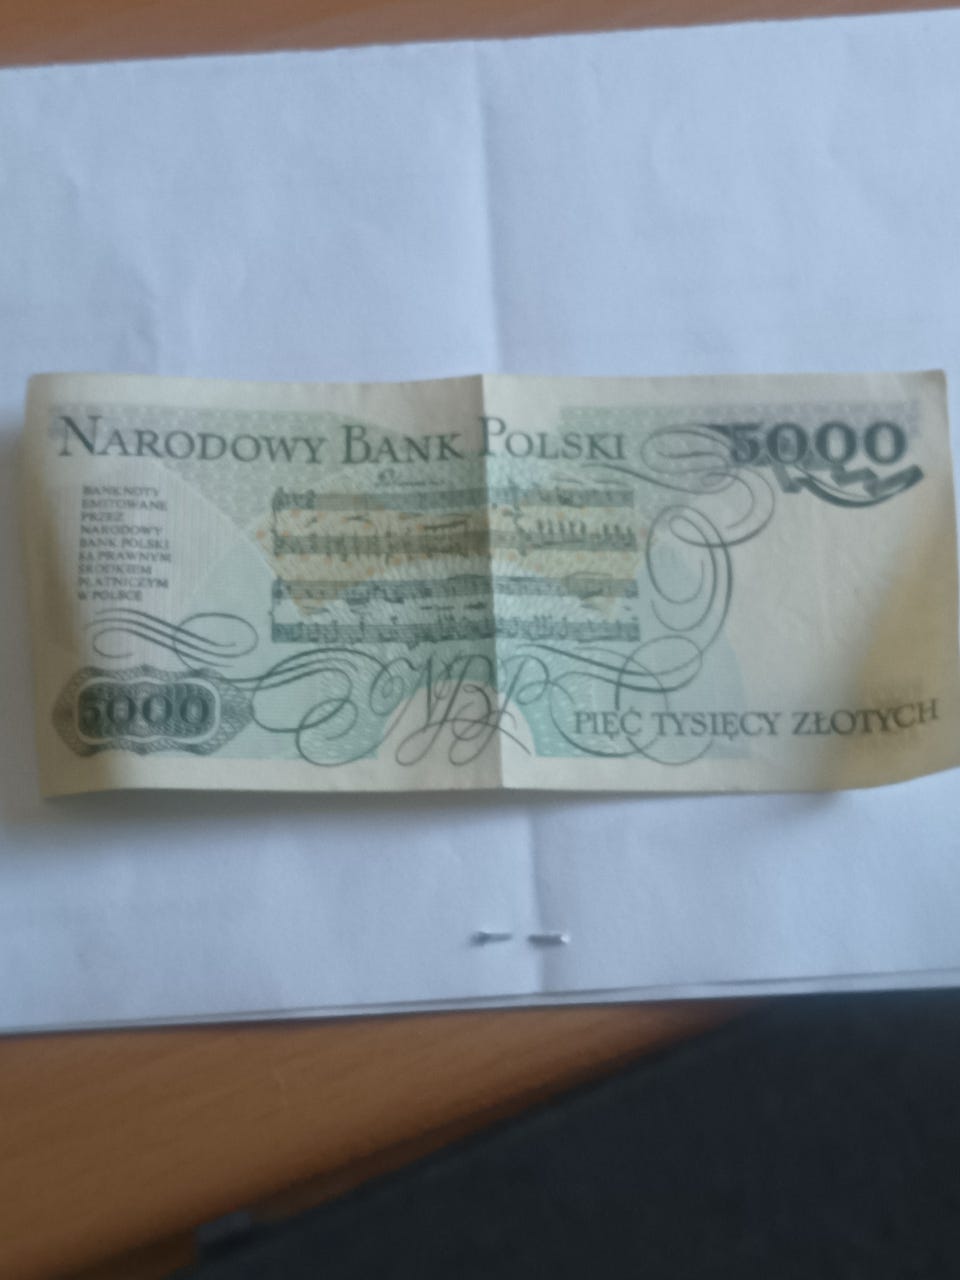 NARODOWY BANK POLSKI
5000
BANKNOTY
EMITOWANE
PRZEZ
NARODOWY
BANK POLSKI
SĄ PRAWNYM
ŚRODKIEM
PŁATNICZYM
W POLSCE
5000
NBP
PIĘĆ TYSIĘCY ZŁOTYCH